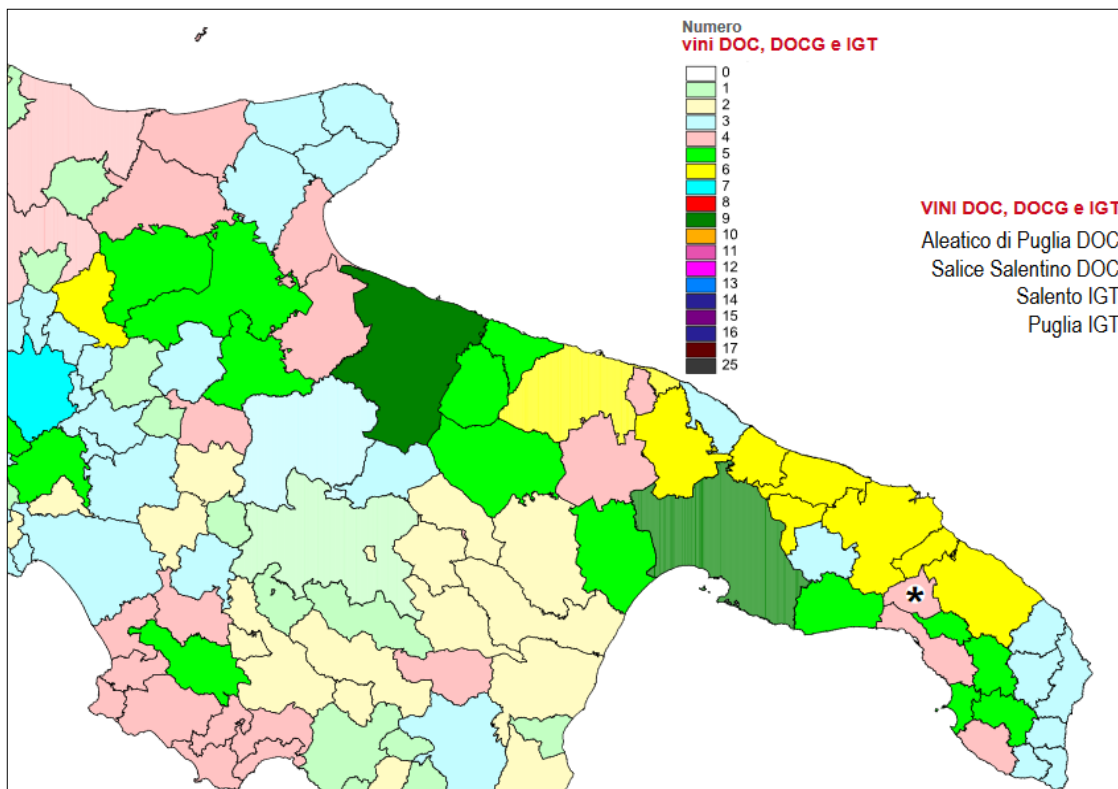 Numero
vini DOC, DOCG e IGT
0
1
2
3
4
5
6
7
8
9
10
11
12
13
14
15
16
17
25
VINI DOC, DOCG e IGT
Aleatico di Puglia DOC
Salice Salentino DOC
Salento IGT
Puglia IGT
*